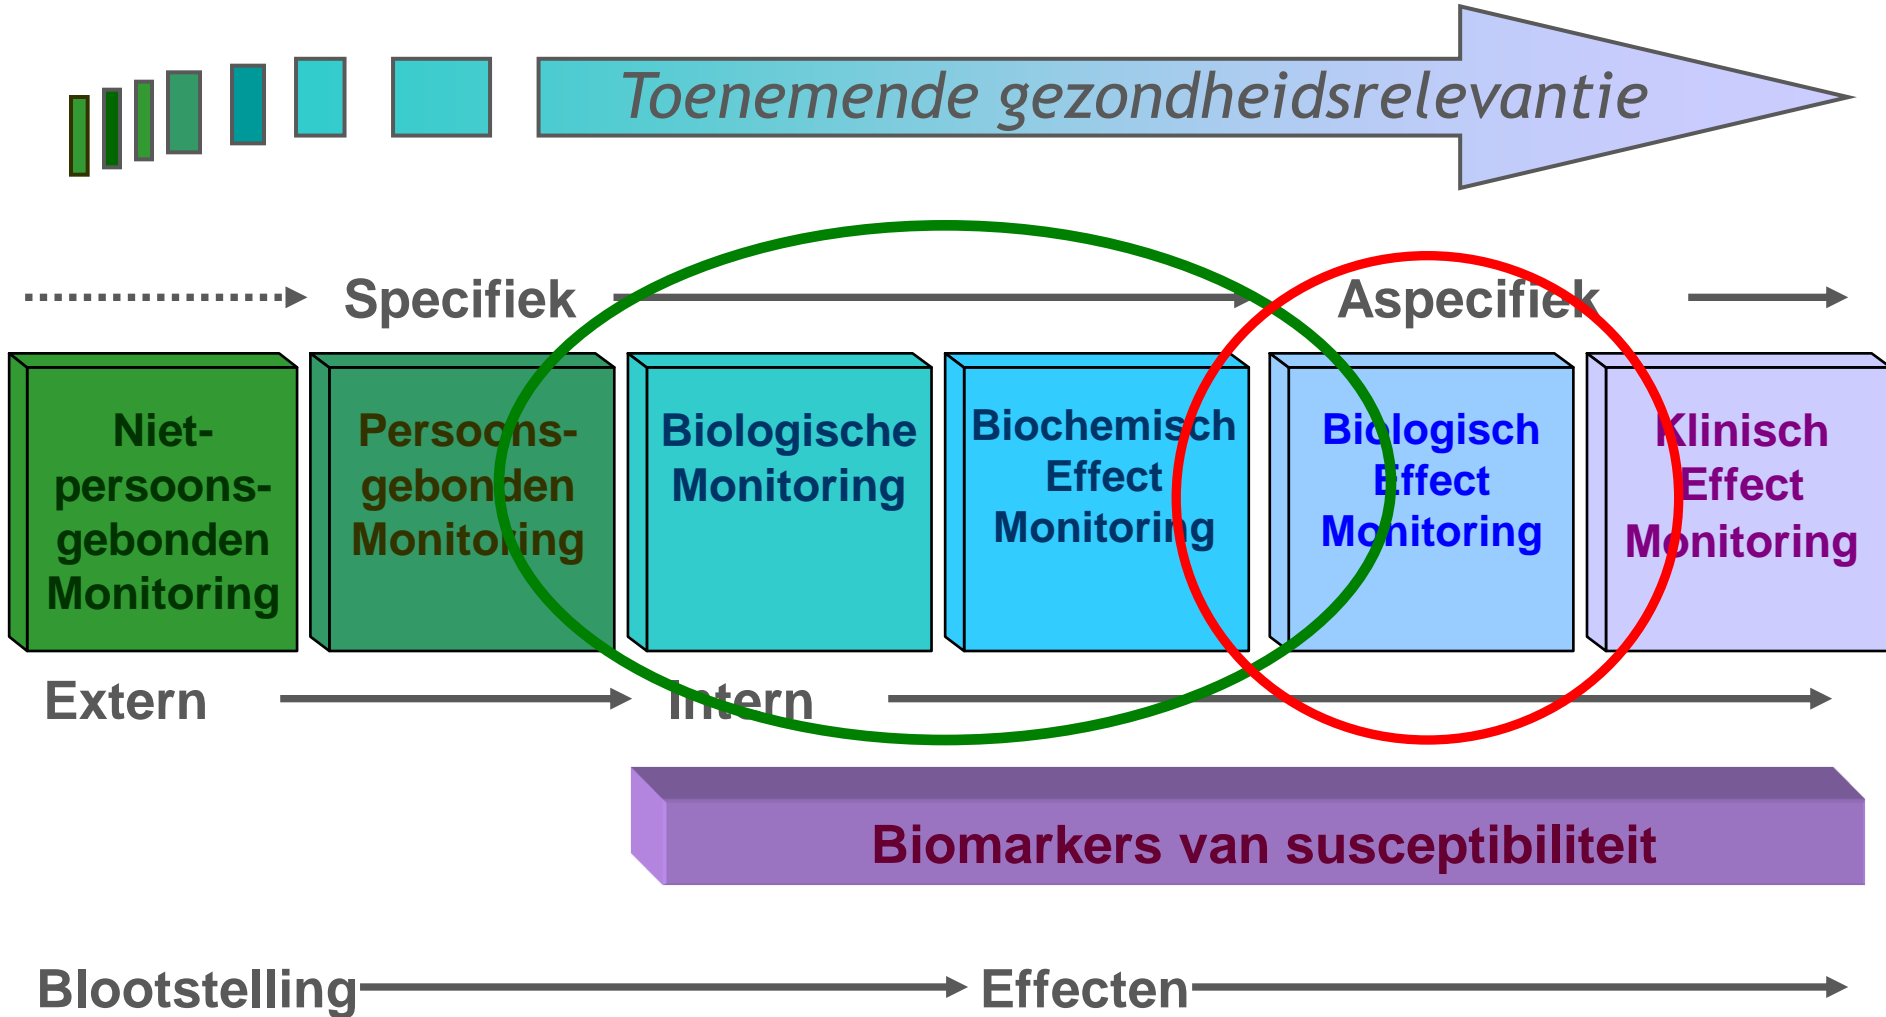 Toenemende gezondheidsrelevantie
Specifiek
Aspecifiek
Niet-
persoons-
gebonden
Monitoring
Persoons-
gebonden
Monitoring
Biologische
Monitoring
Biochemisch
Effect
Monitoring
Biologisch
Effect
Monitoring
Klinisch
Effect
Monitoring
Extern
Intern
Biomarkers van susceptibiliteit
Blootstelling
Effecten